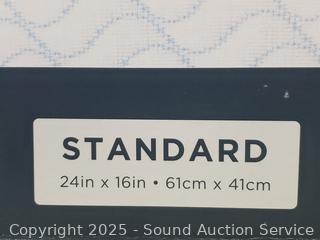 STANDARD
24in x 16in • 61cm x 41cm
Copyright 2025 - Sound Auction Service